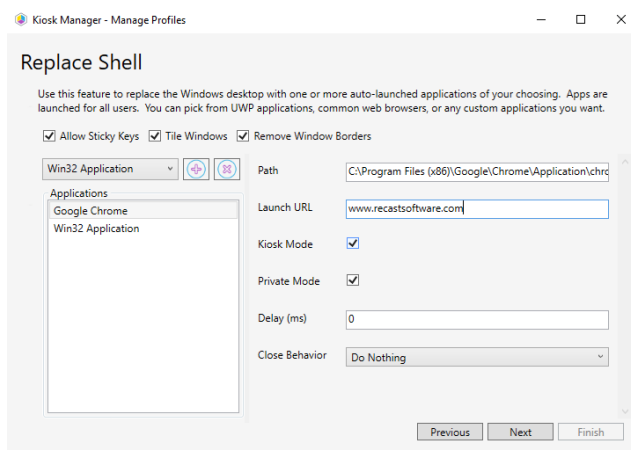 Kiosk Manager - Manage Profiles
Replace Shell
Use this feature to replace the Windows desktop with one or more auto-launched applications of your choosing. Apps are
launched for all users. You can pick from UWP applications, common web browsers, or any custom applications you want.
Allow Sticky Keys Tile Windows Remove Window Borders
Win32 Application
Applications
Google Chrome
Win32 Application
Path C:\Program Files (x86)\Google\Chrome\Application\chro
Launch URL www.recastsoftware.com
Kiosk Mode
Private Mode
Delay (ms) 0
Close Behavior Do Nothing
Previous Next Finish